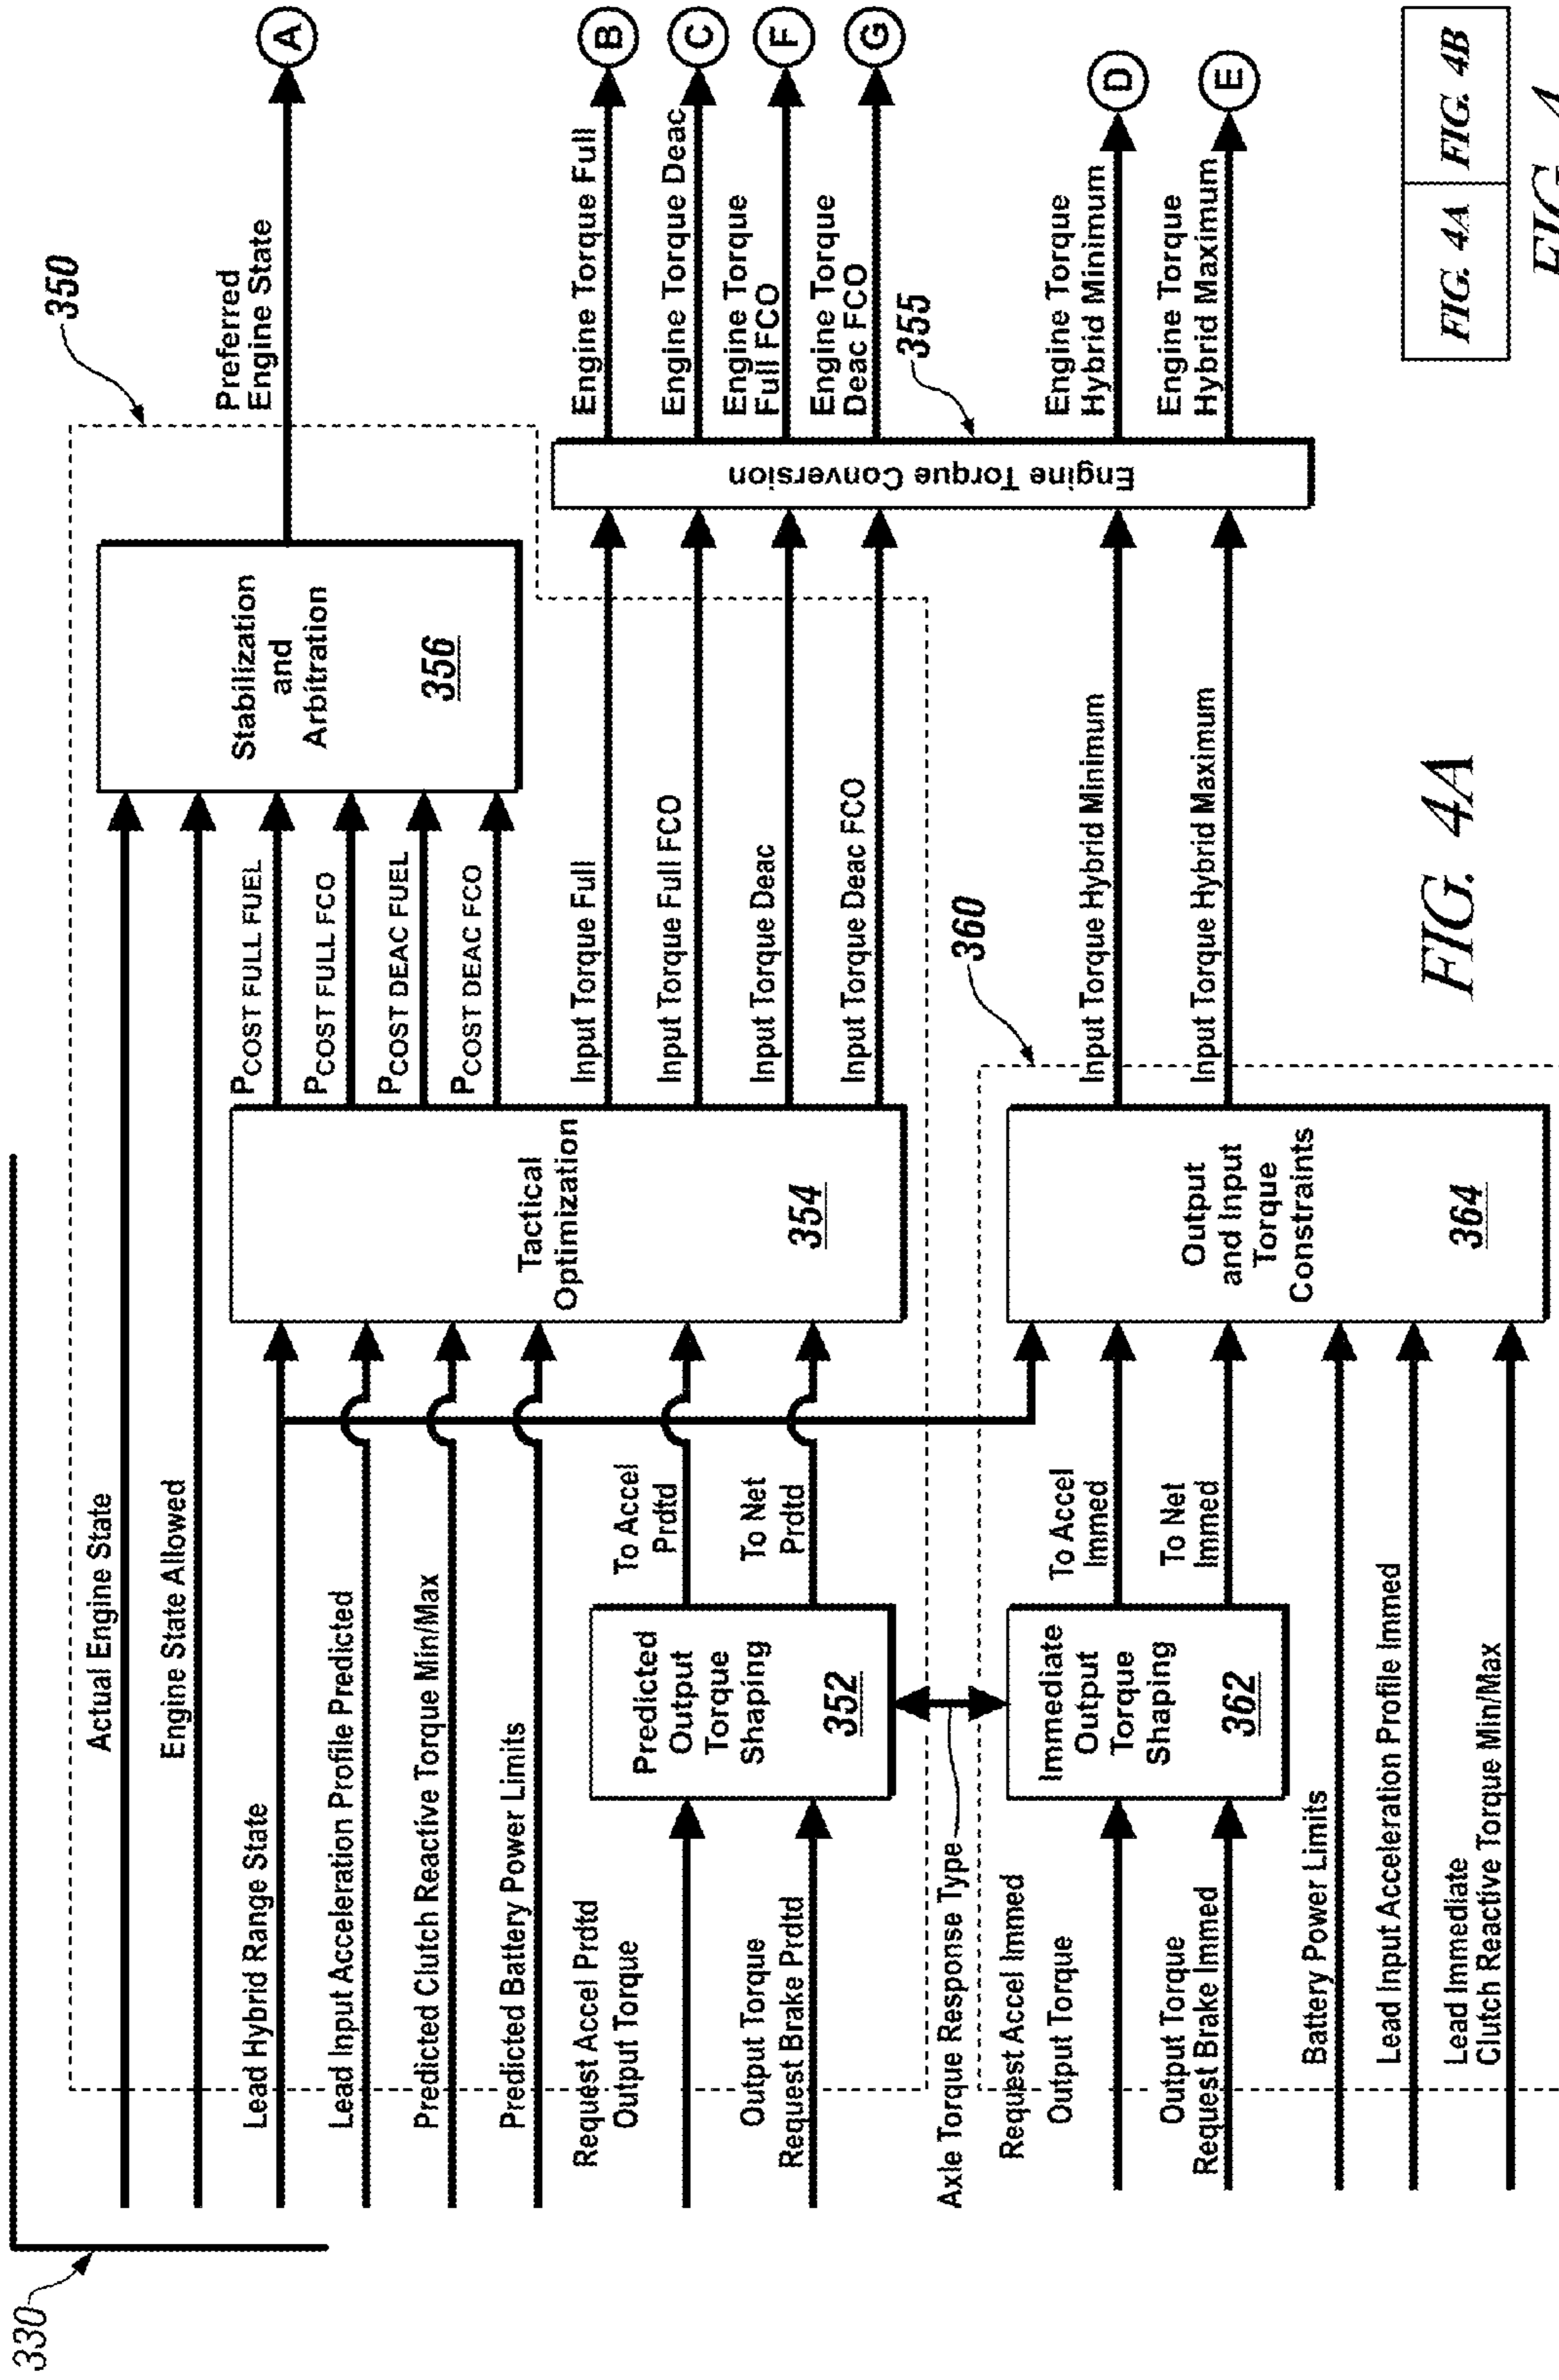 330
350
Actual Engine State
Engine State Allowed
Lead Hybrid Range State
Lead Input Acceleration Profile Predicted
Predicted Clutch Reactive Torque Min/Max
Predicted Battery Power Limits
Request Accel Prdtd
Output Torque
Output Torque
Request Brake Prdtd
Predicted
Output
Torque
Shaping
352
To Accel
Prdtd
To Net
Prdtd
Tactical
Optimization
354
PCOST FULL FUEL
PCOST FULL FCO
PCOST DEAC FUEL
PCOST DEAC FCO
Stabilization
and
Arbitration
356
Preferred
Engine State
A
Input Torque Full
Input Torque Full FCO
Input Torque Deac
Input Torque Deac FCO
Engine Torque Conversion
355
Engine Torque Full
B
Engine Torque Deac
C
Engine Torque
Full FCO
F
Engine Torque
Deac FCO
G
Axle Torque Response Type
360
Request Accel Immed
Output Torque
Output Torque
Request Brake Immed
Immediate
Output
Torque
Shaping
362
To Accel
Immed
To Net
Immed
Battery Power Limits
Lead Input Acceleration Profile Immed
Lead Immediate
Clutch Reactive Torque Min/Max
Output
and Input
Torque
Constraints
364
Input Torque Hybrid Minimum
Input Torque Hybrid Maximum
Engine Torque
Hybrid Minimum
D
Engine Torque
Hybrid Maximum
E
FIG. 4A
FIG. 4A FIG. 4B
FIG. 4